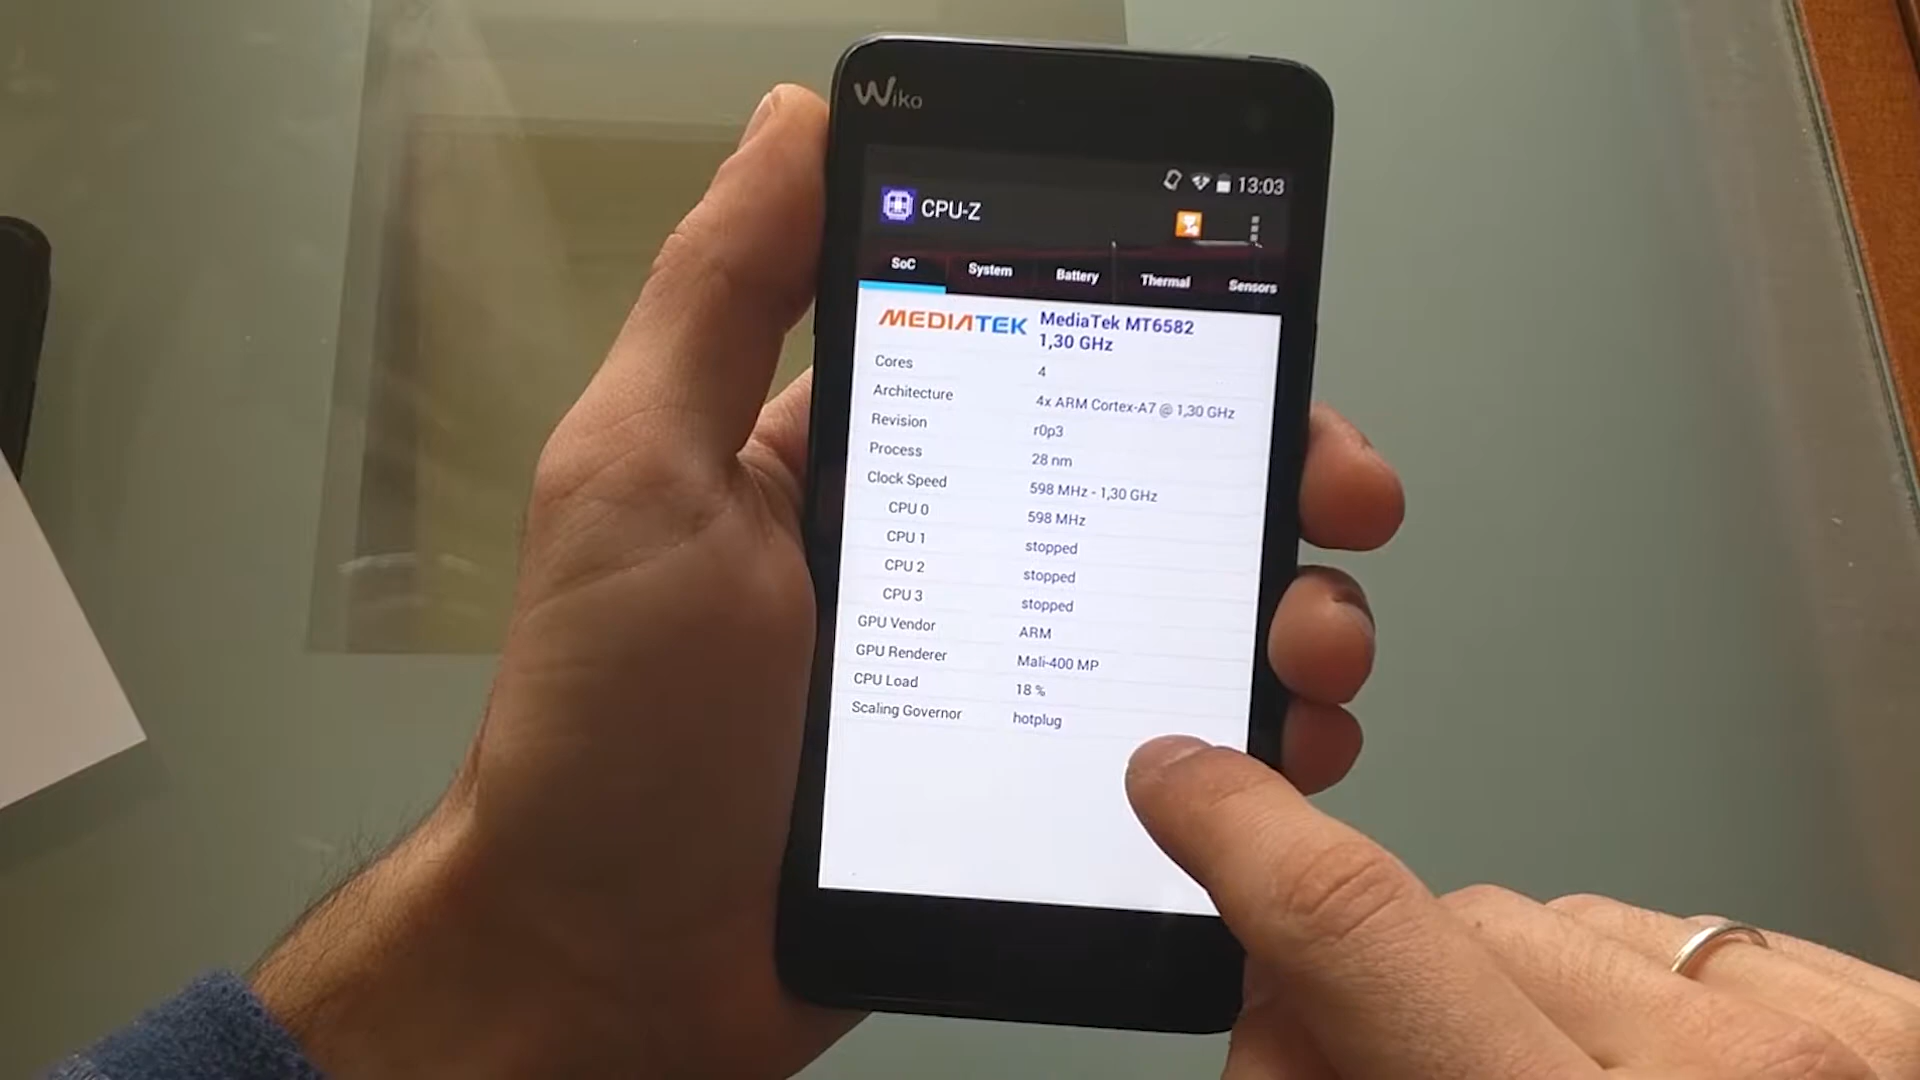 Wiko
13:03
CPU-Z
SoC System Battery Thermal Sensors
MEDIATEK MediaTek MT6582
1,30 GHz
Cores 4
Architecture 4x ARM Cortex-A7 @ 1,30 GHz
Revision r0p3
Process 28 nm
Clock Speed 598 MHz - 1,30 GHz
CPU 0 598 MHz
CPU 1 stopped
CPU 2 stopped
CPU 3 stopped
GPU Vendor ARM
GPU Renderer Mali-400 MP
CPU Load 18 %
Scaling Governor hotplug